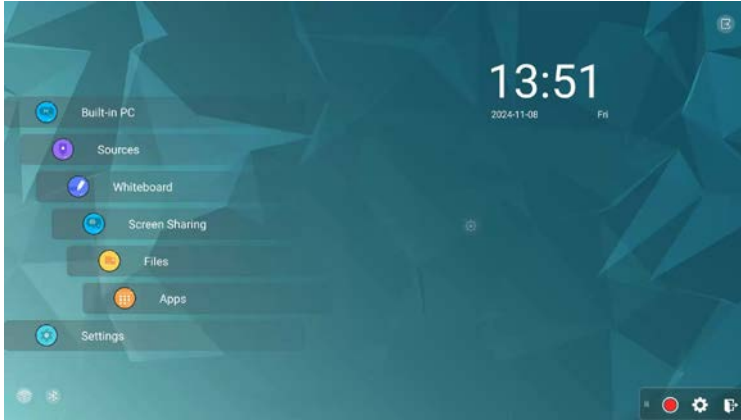 13:51
2024-11-08 Fri
Built-in PC
Sources
Whiteboard
Screen Sharing
Files
Apps
Settings